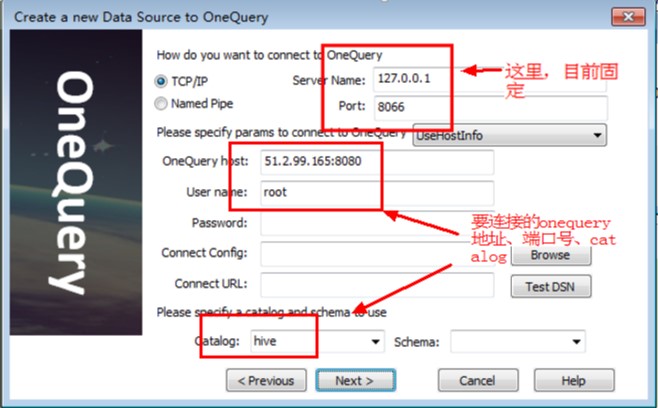 Create a new Data Source to OneQuery
OneQuery
How do you want to connect to OneQuery
TCP/IP
Server Name: 127.0.0.1
这里，目前固
定
Named Pipe
Port: 8066
Please specify params to connect to OneQuery UseHostInfo
OneQuery host: 51.2.99.165:8080
User name: root
Password:
要连接的onequery
地址、端口号、cat
alog
Connect Config:
Browse
Connect URL:
Test DSN
Please specify a catalog and schema to use
Catalog: hive
Schema:
< Previous
Next >
Cancel
Help